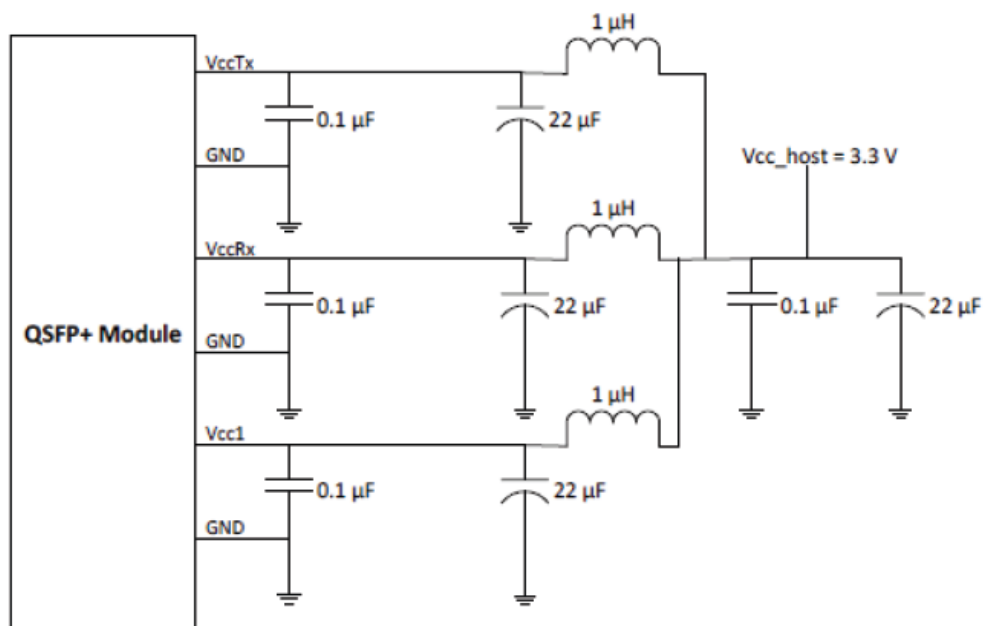 1 µH
VccTx
0.1 µF
22 µF
GND
Vcc_host = 3.3 V
1 µH
VccRx
0.1 µF
22 µF
0.1 µF
22 µF
QSFP+ Module
GND
1 µH
Vcc1
0.1 µF
22 µF
GND